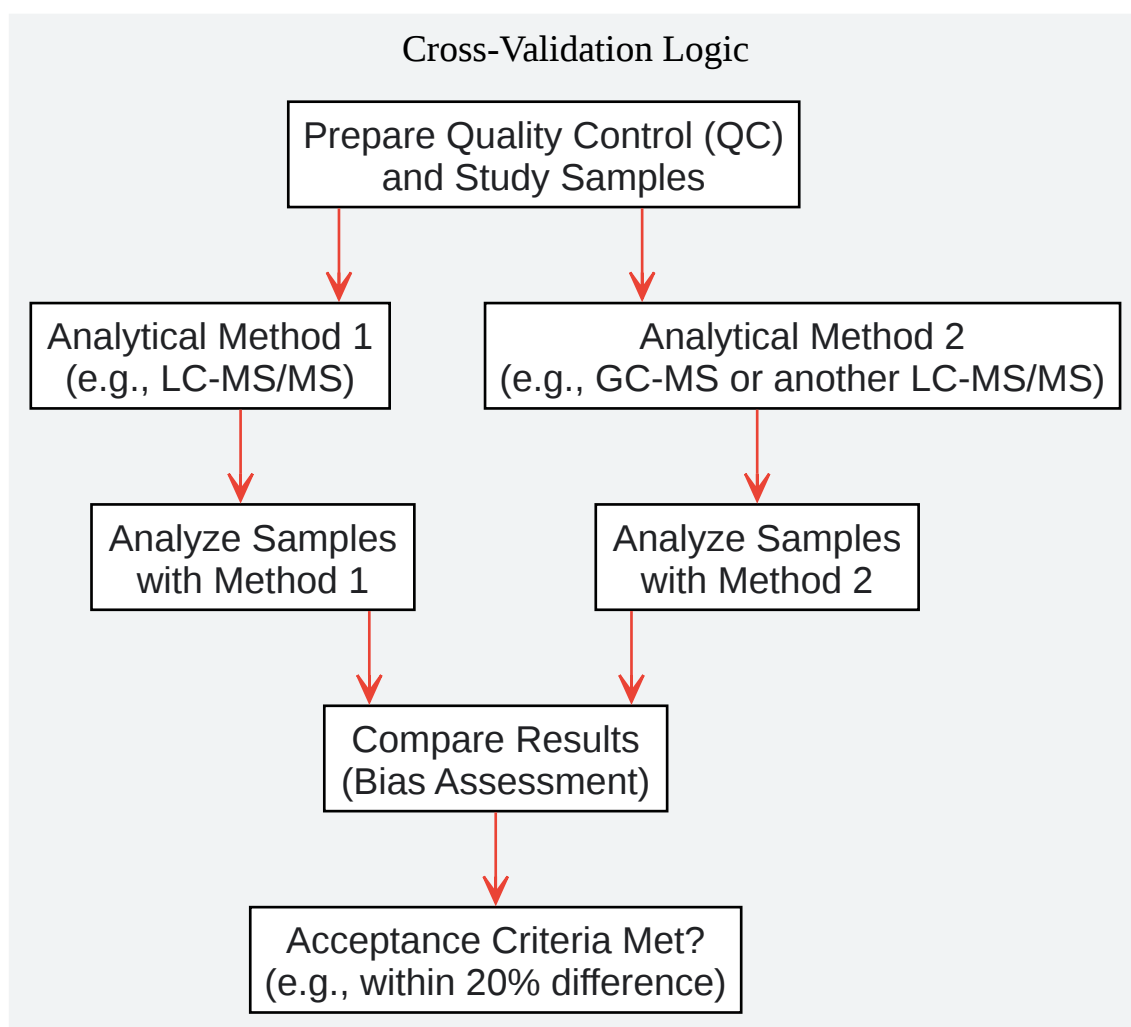 Cross-Validation Logic
Prepare Quality Control (QC)
and Study Samples
Analytical Method 1
(e.g., LC-MS/MS)
Analytical Method 2
(e.g., GC-MS or another LC-MS/MS)
Analyze Samples
with Method 1
Analyze Samples
with Method 2
Compare Results
(Bias Assessment)
Acceptance Criteria Met?
(e.g., within 20% difference)